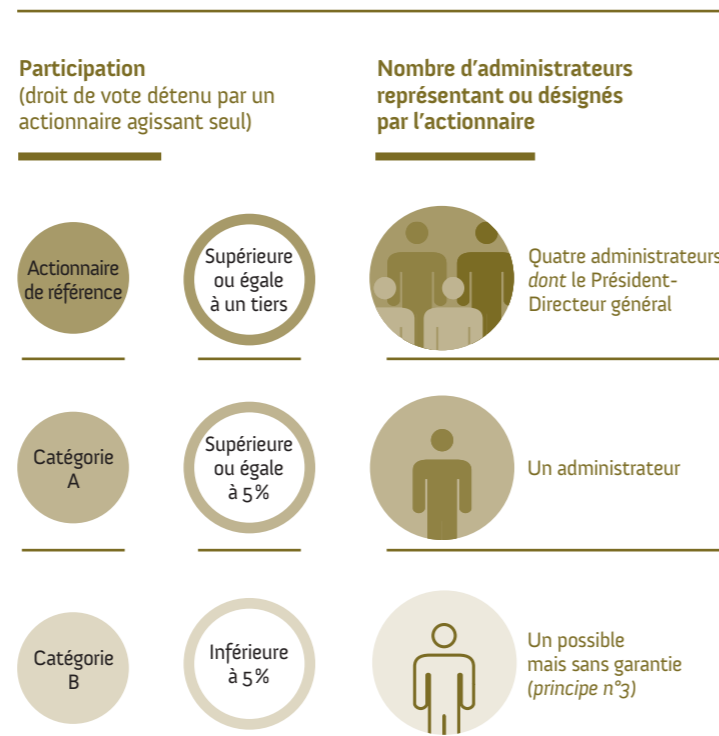 Participation
(droit de vote détenu par un
actionnaire agissant seul)
Nombre d’administrateurs
représentant ou désignés
par l’actionnaire
Actionnaire
de référence
Supérieure
ou égale
à un tiers
Quatre administrateurs
dont le Président-
Directeur général
Catégorie
A
Supérieure
ou égale
à 5%
Un administrateur
Catégorie
B
Inférieure
à 5%
Un possible
mais sans garantie
(principe n°3)